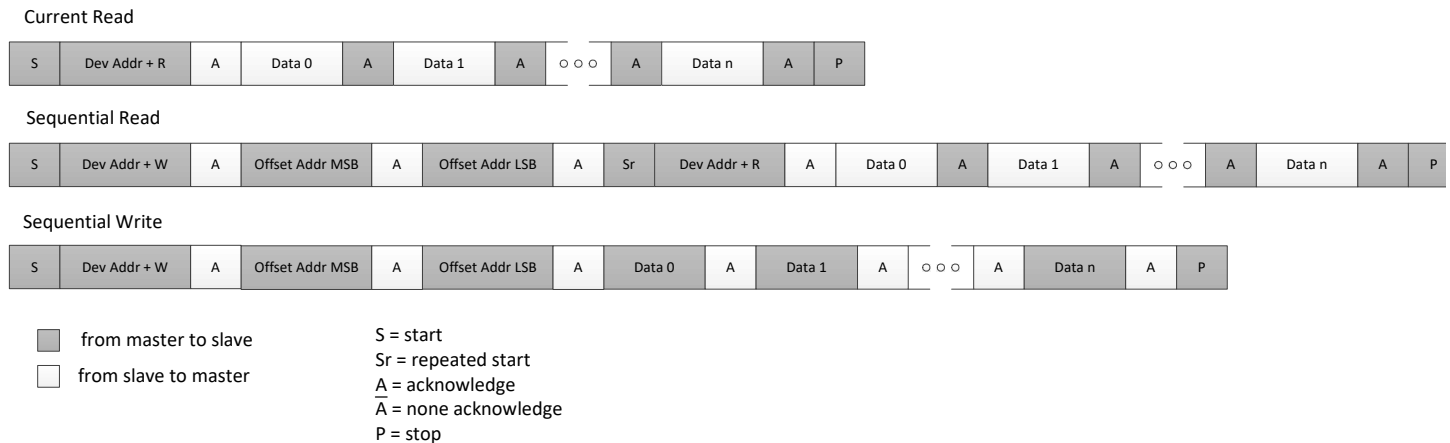 Current Read
S Dev Addr + R A Data 0 A Data 1 A ○ ○ ○ A Data n A P
Sequential Read
S Dev Addr + W A Offset Addr MSB A Offset Addr LSB A Sr Dev Addr + R A Data 0 A Data 1 A ○ ○ ○ A Data n A P
Sequential Write
S Dev Addr + W A Offset Addr MSB A Offset Addr LSB A Data 0 A Data 1 A ○ ○ ○ A Data n A P
from master to slave
from slave to master
S = start
Sr = repeated start
A = acknowledge
A̅ = none acknowledge
P = stop